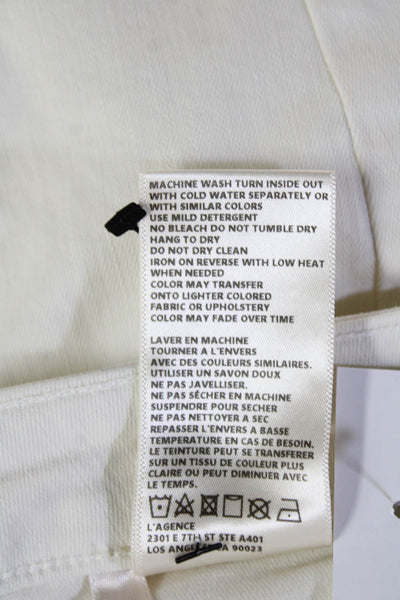 MACHINE WASH TURN INSIDE OUT
WITH COLD WATER SEPARATELY OR
WITH SIMILAR COLORS
USE MILD DETERGENT
NO BLEACH DO NOT TUMBLE DRY
HANG TO DRY
DO NOT DRY CLEAN
IRON ON REVERSE WITH LOW HEAT
WHEN NEEDED
COLOR MAY TRANSFER
ONTO LIGHTER COLORED
FABRIC OR UPHOLSTERY
COLOR MAY FADE OVER TIME
LAVER EN MACHINE
TOURNER A L'ENVERS
AVEC DES COULEURS SIMILAIRES.
UTILISER UN SAVON DOUX
NE PAS JAVELLISER.
NE PAS SÉCHER EN MACHINE
SUSPENDRE POUR SECHER
NE PAS NETTOYER A SEC
REPASSER L'ENVERS A BASSE
TEMPERATURE EN CAS DE BESOIN.
LE TEINTURE PEUT SE TRANSFERER
SUR UN TISSU DE COULEUR PLUS
CLAIRE OU PEUT DIMINUER AVEC
LE TEMPS.
L'AGENCE
2301 E 7TH ST STE A401
LOS ANGELES CA 90023